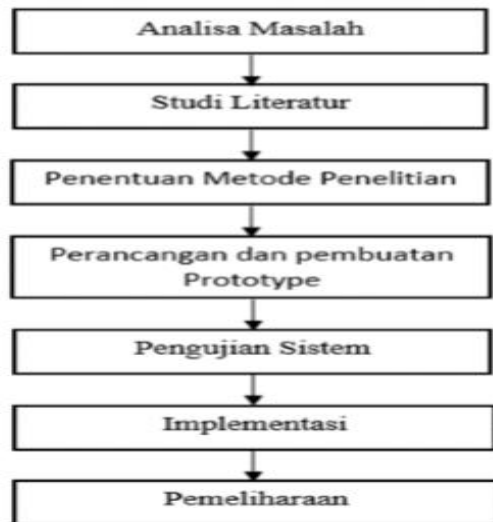 Analisa Masalah
Studi Literatur
Penentuan Metode Penelitian
Perancangan dan pembuatan
Prototype
Pengujian Sistem
Implementasi
Pemeliharaan